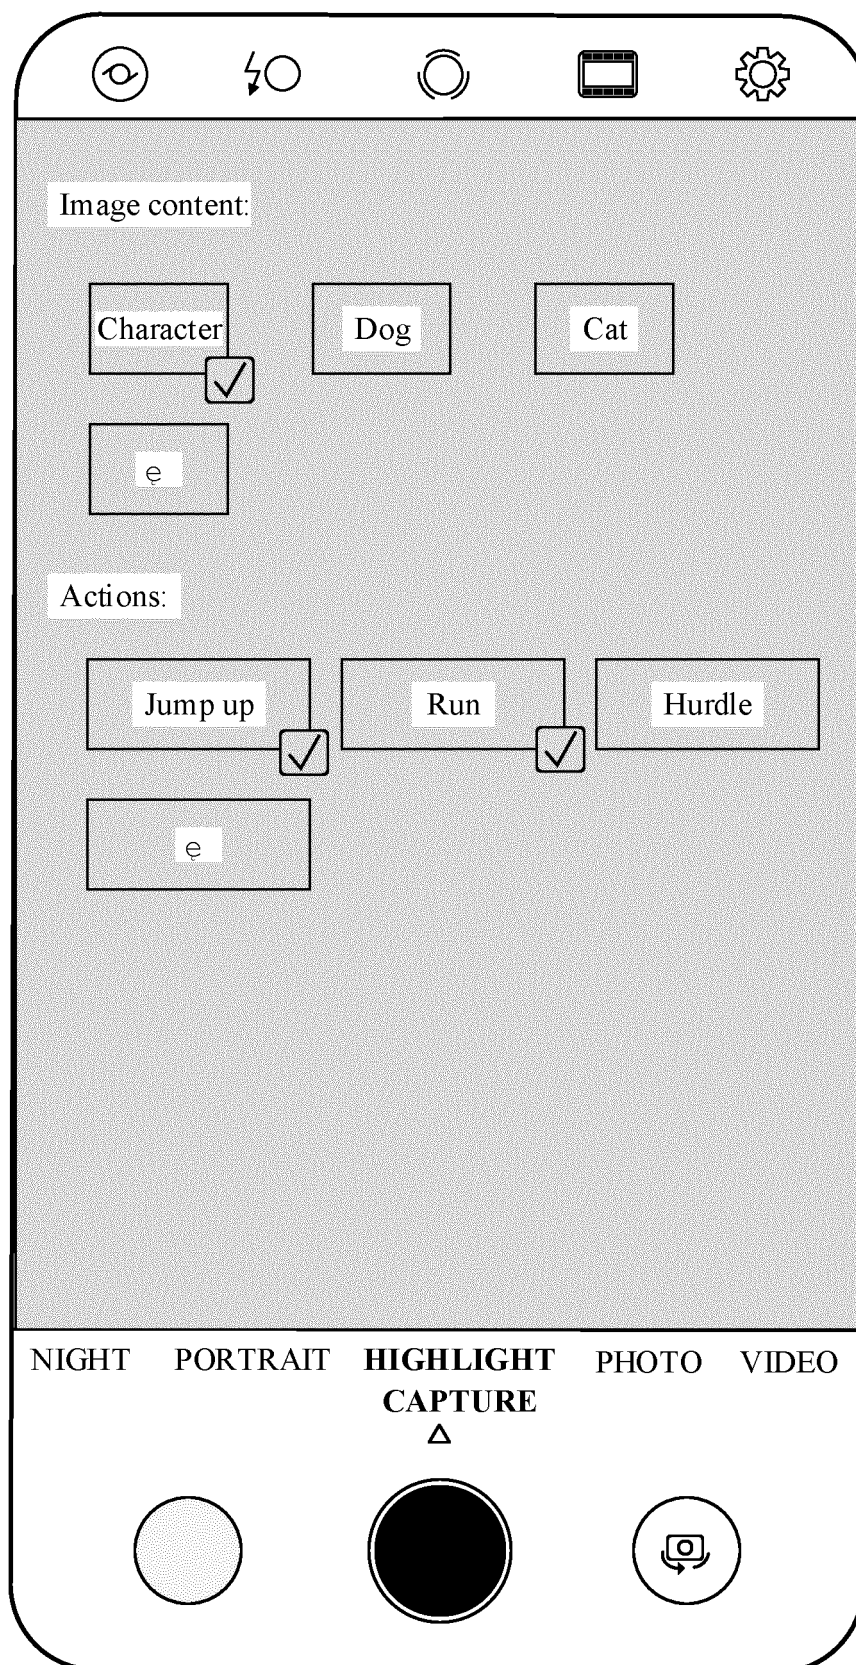 Image content:
Character Dog Cat
ę
Actions:
Jump up Run Hurdle
ę
NIGHT PORTRAIT HIGHLIGHT PHOTO VIDEO
CAPTURE